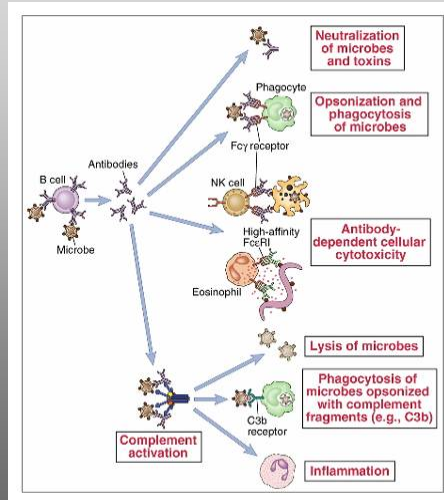 Neutralization
of microbes
and toxins
Phagocyte
Opsonization and
phagocytosis
of microbes
Fcγ receptor
Antibodies
B cell
NK cell
Microbe
High-affinity
FcεRI
Antibody-
dependent cellular
cytotoxicity
Eosinophil
Lysis of microbes
Phagocytosis of
microbes opsonized
with complement
fragments (e.g., C3b)
C3b
receptor
Complement
activation
Inflammation